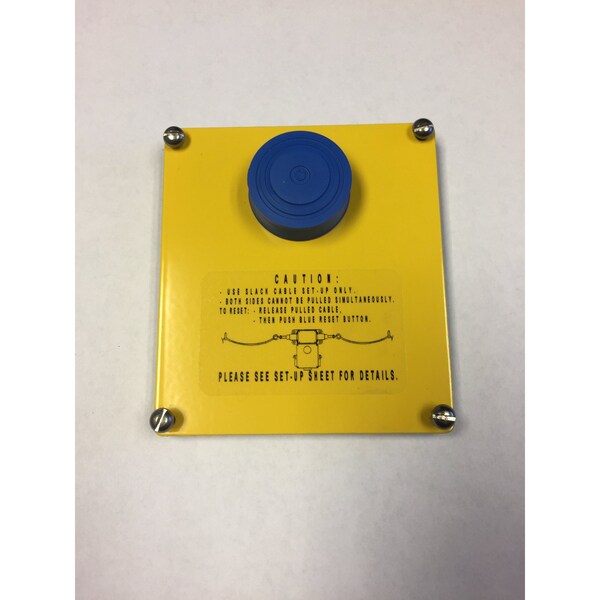 CAUTION:
- USE SLACK CABLE SET-UP ONLY.
- BOTH SIDES CANNOT BE PULLED SIMULTANEOUSLY.
TO RESET: - RELEASE PULLED CABLE,
- THEN PUSH BLUE RESET BUTTON.
PLEASE SEE SET-UP SHEET FOR DETAILS.